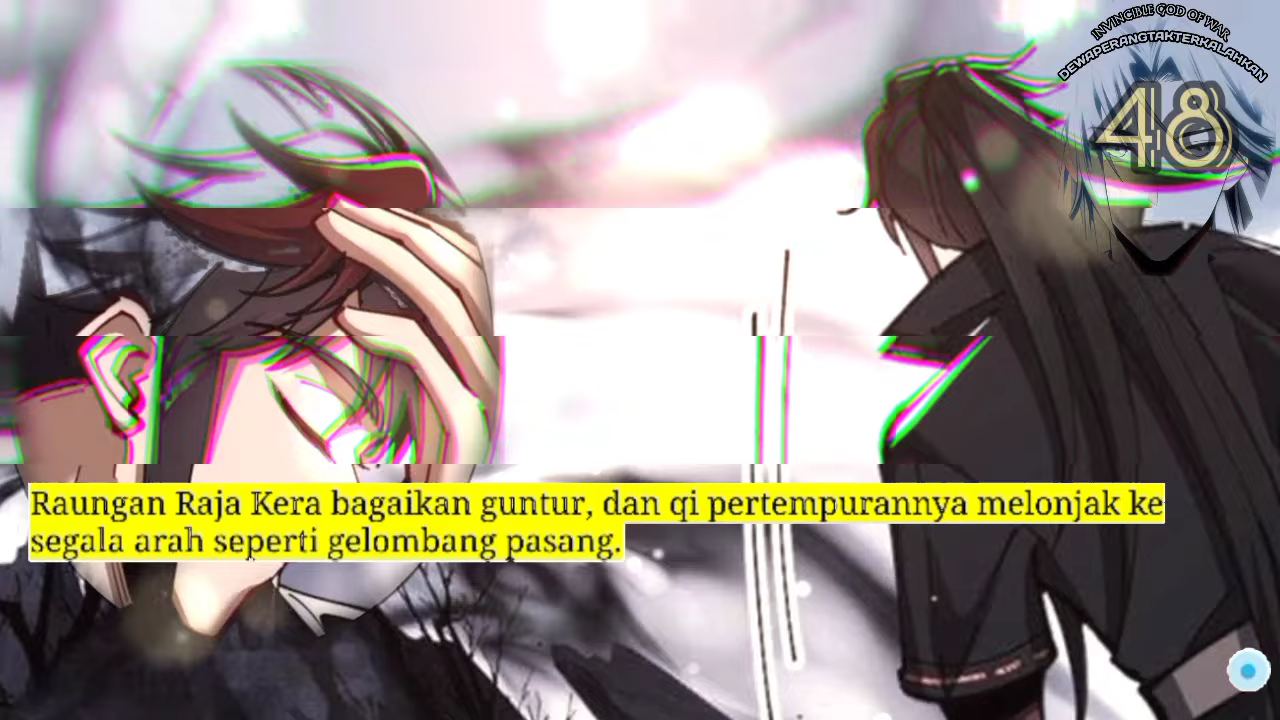 INVINCIBLE GOD OF WAR
DEWAPERANGTAKTERKALAHKAN
48
Raungan Raja Kera bagaikan guntur, dan qi pertempurannya melonjak ke
segala arah seperti gelombang pasang.